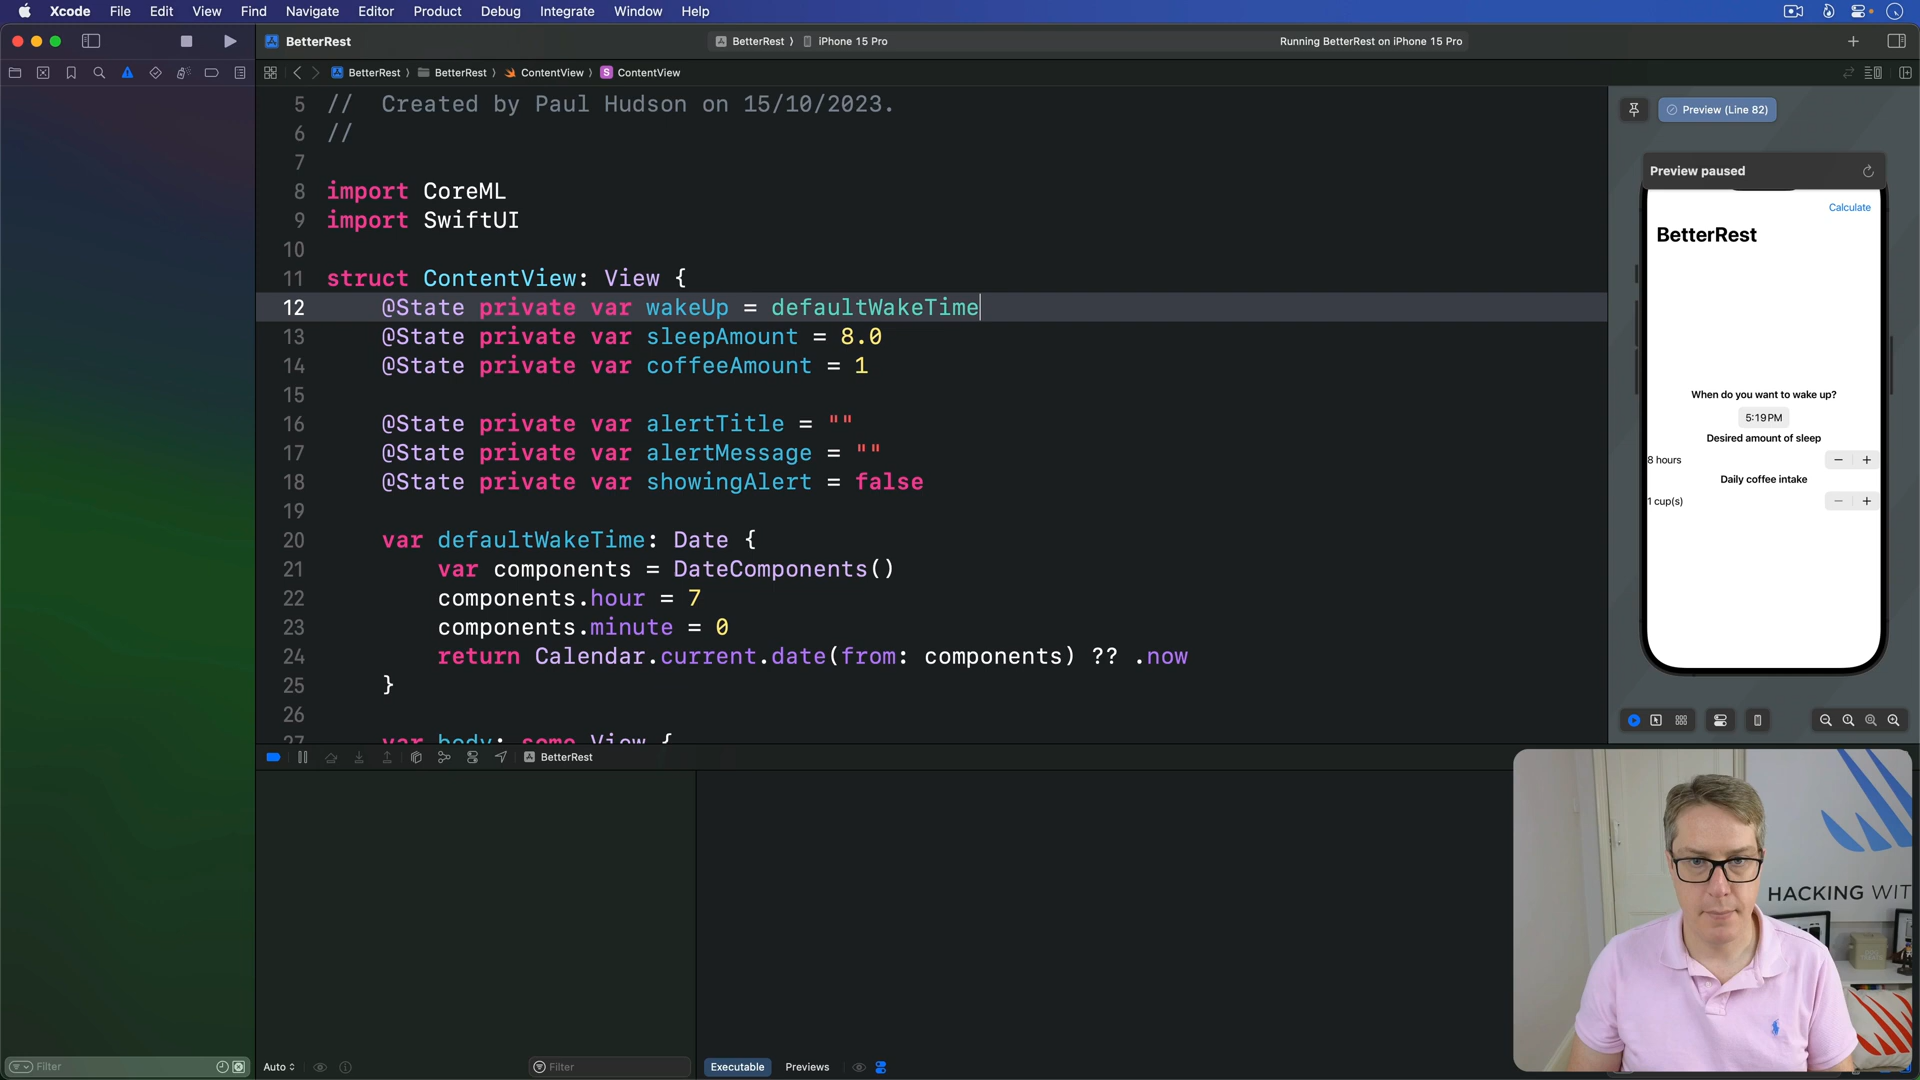 Xcode File Edit View Find Navigate Editor Product Debug Integrate Window Help
BetterRest
BetterRest iPhone 15 Pro
Running BetterRest on iPhone 15 Pro
BetterRest BetterRest ContentView ContentView
5 //  Created by Paul Hudson on 15/10/2023.
6 //
7
8 import CoreML
9 import SwiftUI
10
11 struct ContentView: View {
12     @State private var wakeUp = defaultWakeTime
13     @State private var sleepAmount = 8.0
14     @State private var coffeeAmount = 1
15
16     @State private var alertTitle = ""
17     @State private var alertMessage = ""
18     @State private var showingAlert = false
19
20     var defaultWakeTime: Date {
21         var components = DateComponents()
22         components.hour = 7
23         components.minute = 0
24         return Calendar.current.date(from: components) ?? .now
25     }
26
27     var body: some View {
Preview (Line 82)
Preview paused
Calculate
BetterRest
When do you want to wake up?
5:19 PM
Desired amount of sleep
8 hours
Daily coffee intake
1 cup(s)
BetterRest
HACKING WIT
Filter
Auto
Filter
Executable
Previews